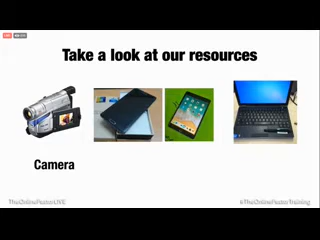 Take a look at our resources
Camera
#TheOnlinePastorLIVE
#TheOnlinePastorTraining